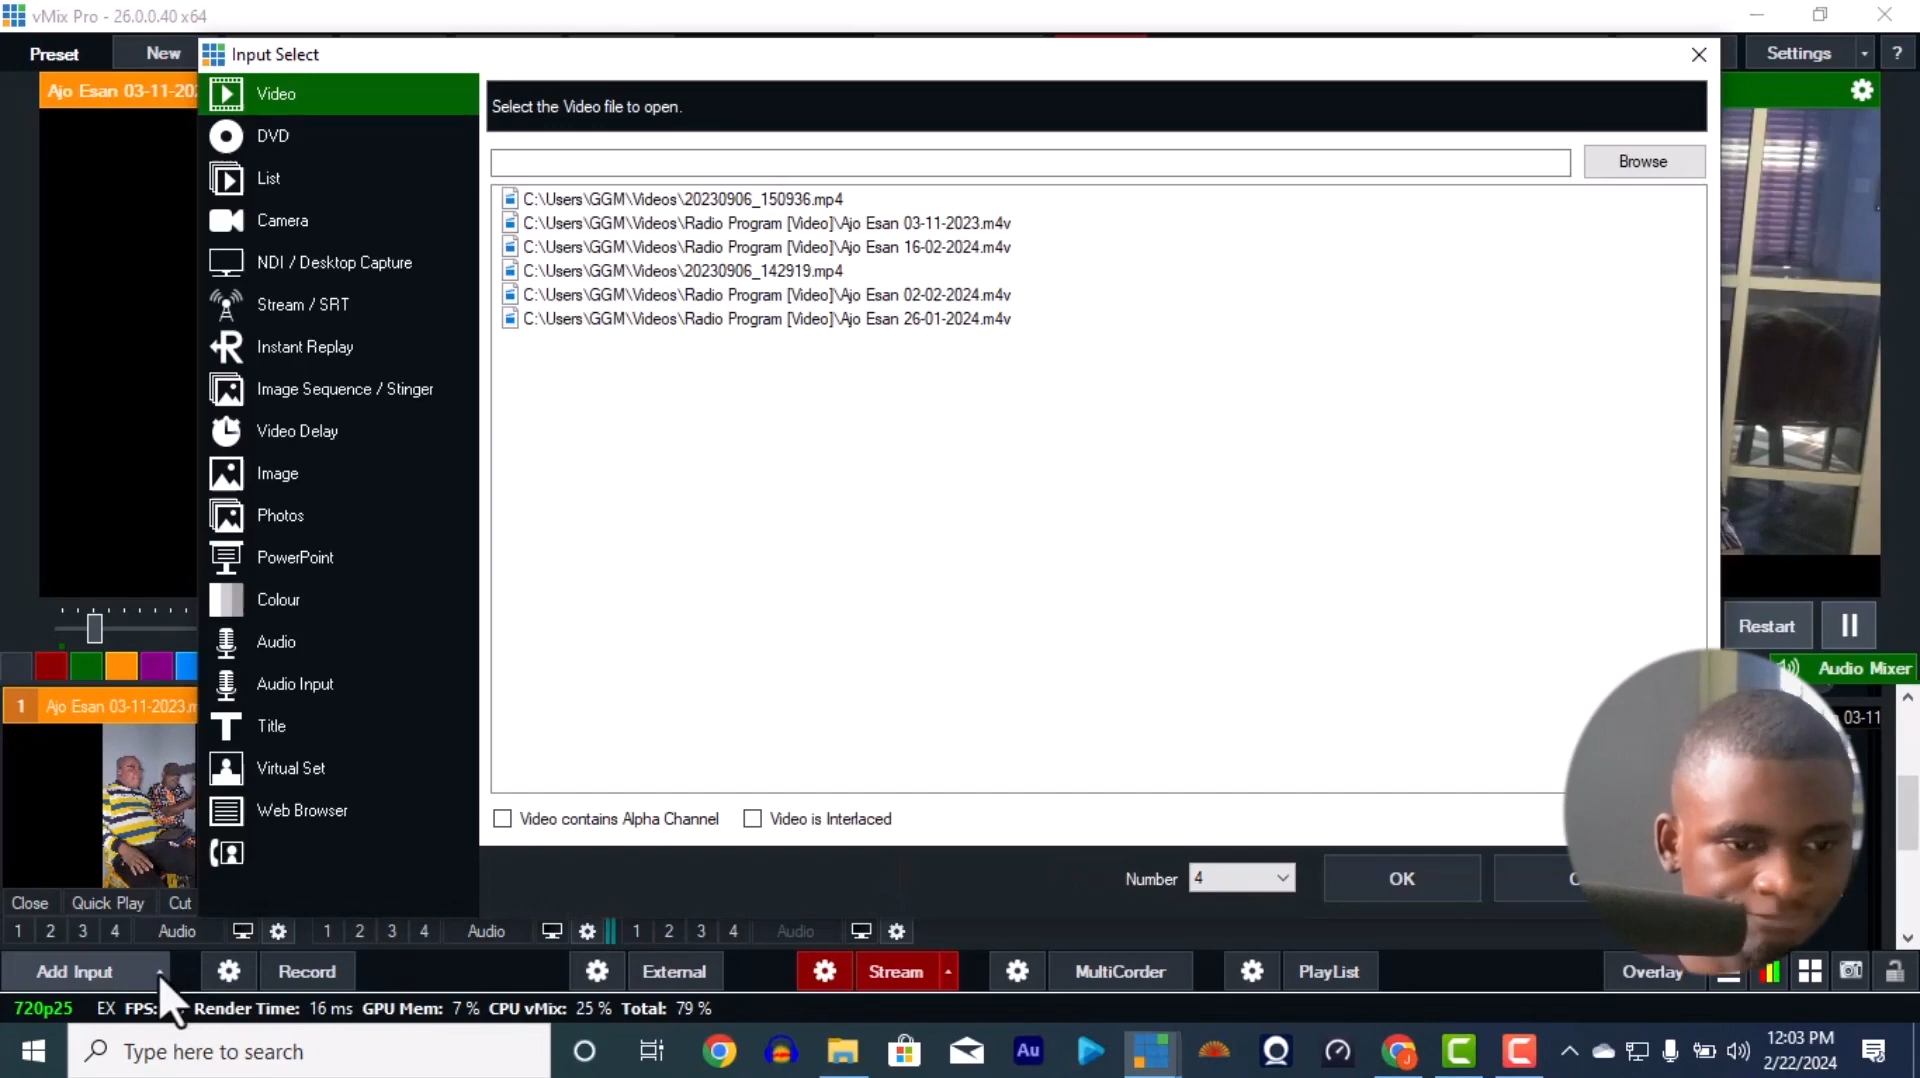 vMix Pro - 26.0.0.40 x64
Preset
New
Input Select
Settings
?
Ajo Esan 03-11-20
Video
DVD
List
Camera
NDI / Desktop Capture
Stream / SRT
Instant Replay
Image Sequence / Stinger
Video Delay
Image
Photos
PowerPoint
Colour
Audio
Audio Input
Title
Virtual Set
Web Browser
Select the Video file to open.
Browse
C:\Users\GGM\Videos\20230906_150936.mp4
C:\Users\GGM\Videos\Radio Program [Video]\Ajo Esan 03-11-2023.m4v
C:\Users\GGM\Videos\Radio Program [Video]\Ajo Esan 16-02-2024.m4v
C:\Users\GGM\Videos\20230906_142919.mp4
C:\Users\GGM\Videos\Radio Program [Video]\Ajo Esan 02-02-2024.m4v
C:\Users\GGM\Videos\Radio Program [Video]\Ajo Esan 26-01-2024.m4v
Video contains Alpha Channel
Video is Interlaced
Number 4
OK
Restart
Audio Mixer
03-11
1 Ajo Esan 03-11-2023.m
Close Quick Play Cut
1 2 3 4 Audio 1 2 3 4 Audio 1 2 3 4 Audio
Add Input Record External Stream MultiCorder PlayList Overlay
720p25 EX FPS: Render Time: 16 ms GPU Mem: 7 % CPU vMix: 25 % Total: 79 %
Type here to search
Au
12:03 PM
2/22/2024